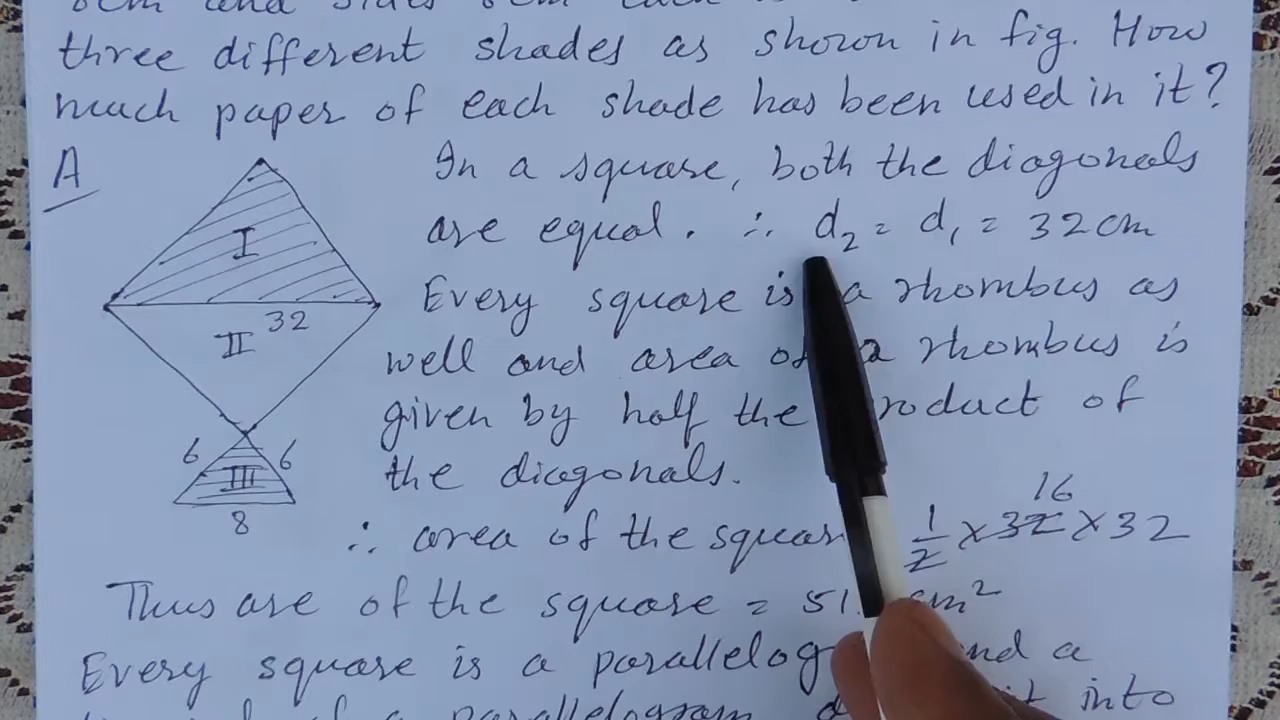 three different shades as shown in fig. How
much paper of each shade has been used in it?
A
In a square, both the diagonals
are equal. ∴ d₂ = d₁ = 32 cm
I
Every square is a rhombus as
32
II
well and area of a rhombus is
given by half the product of
6 6
III
the diagonals.
8
∴ area of the square 1/2 × 32 × 32
16
Thus are of the square = 51 cm²
Every square is a parallelog and a
of a parallelogram into